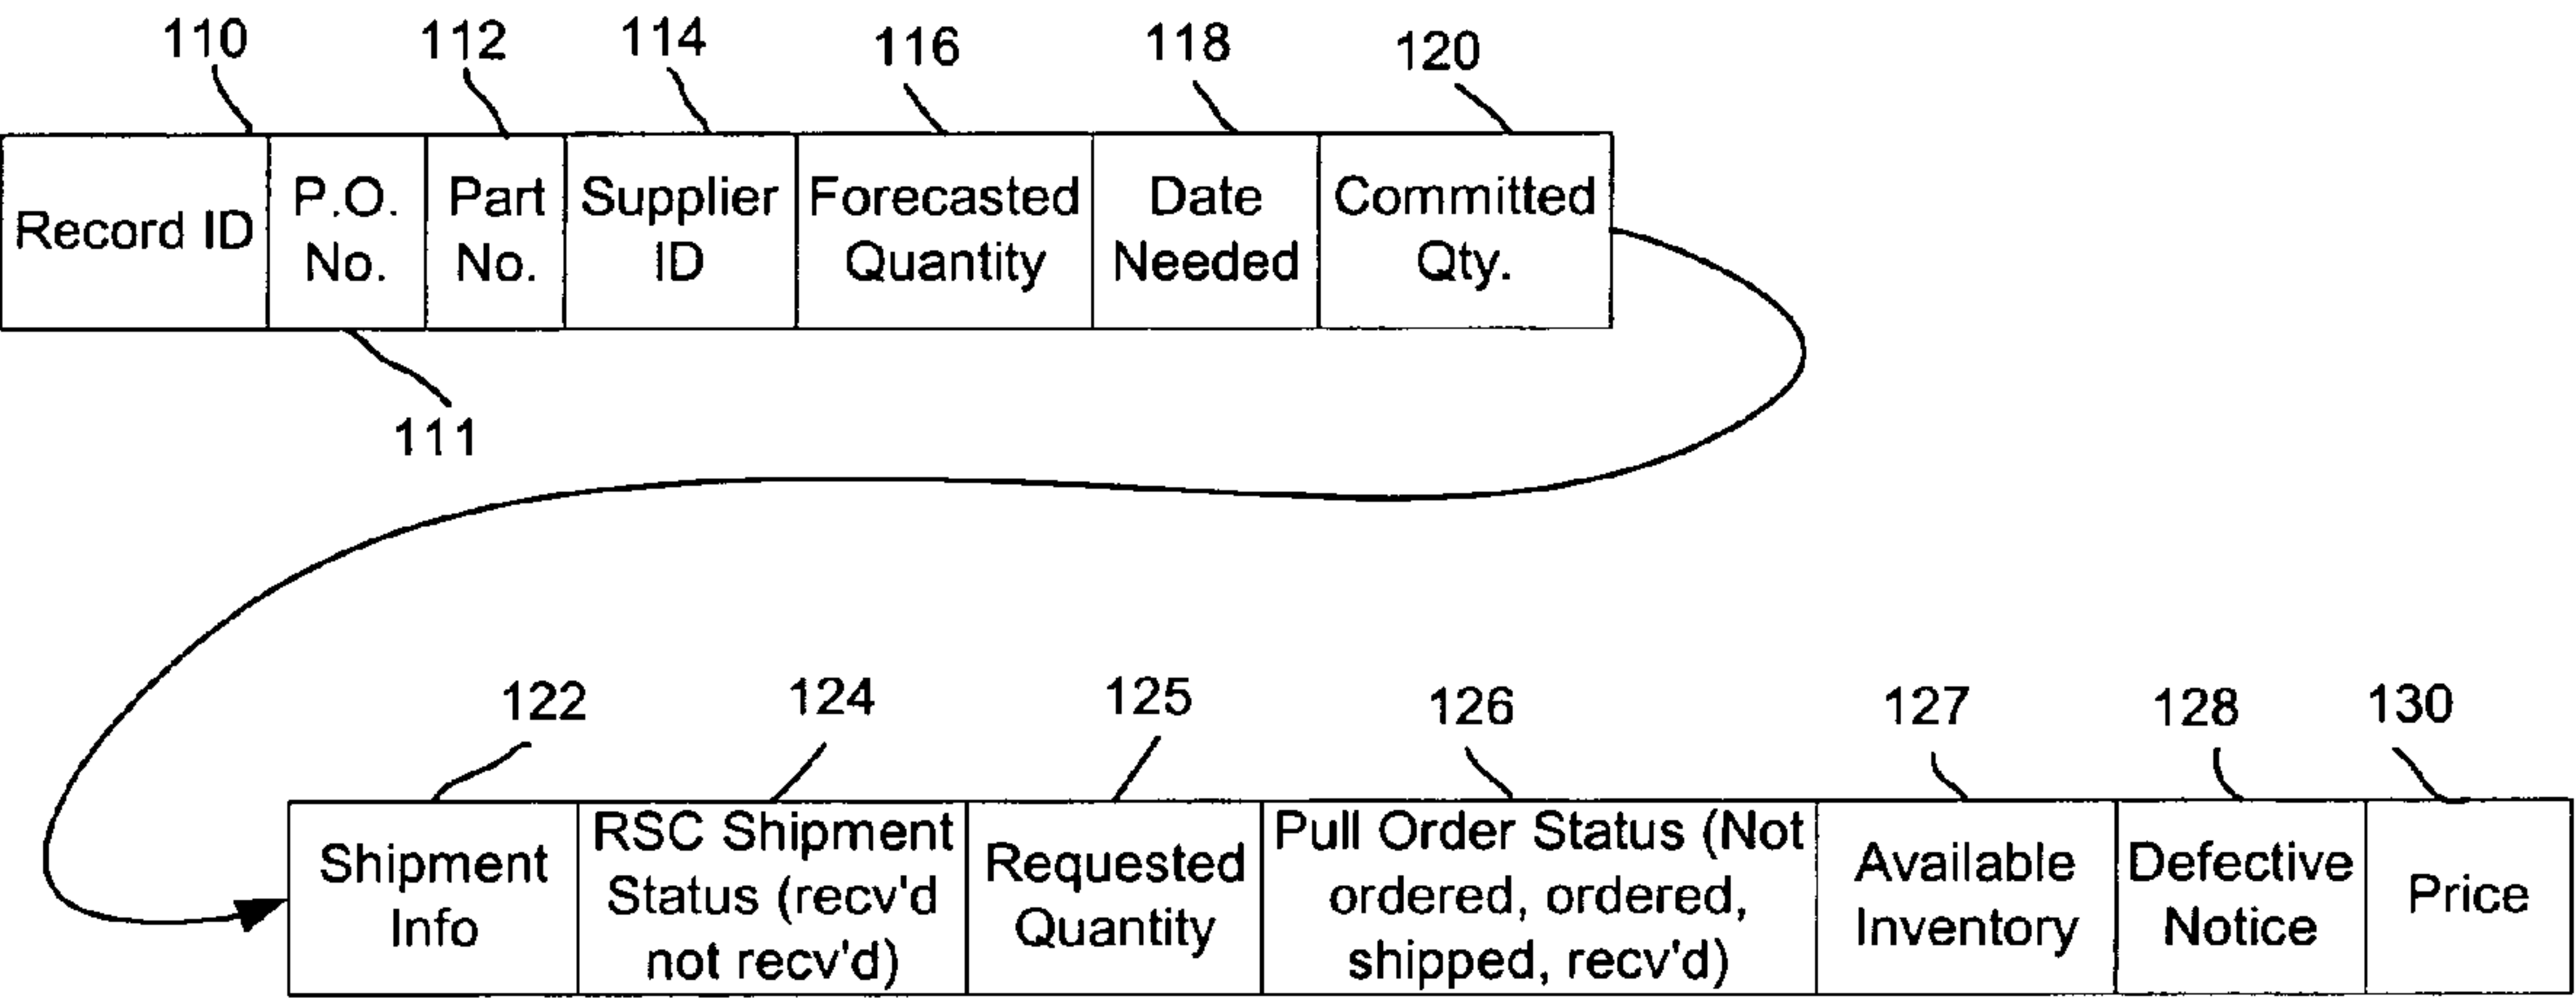 110 112 114 116 118 120
Record ID
P.O.
No.
Part
No.
Supplier
ID
Forecasted
Quantity
Date
Needed
Committed
Qty.
111
122 124 125 126 127 128 130
Shipment
Info
RSC Shipment
Status (recv'd
not recv'd)
Requested
Quantity
Pull Order Status (Not
ordered, ordered,
shipped, recv'd)
Available
Inventory
Defective
Notice
Price